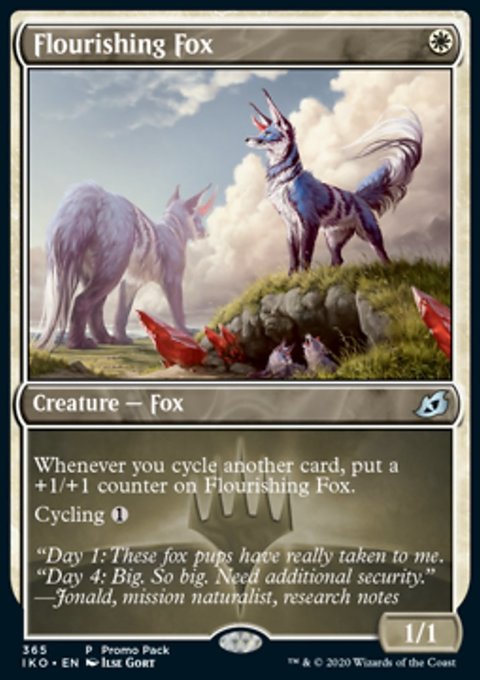 Flourishing Fox
Creature — Fox
Whenever you cycle another card, put a
+1/+1 counter on Flourishing Fox.
Cycling 1
“Day 1: These fox pups have really taken to me.
“Day 4: Big. So big. Need additional security.”
—Jonald, mission naturalist, research notes
1/1
365 P Promo Pack
IKO • EN Ilse Gort
™ & © 2020 Wizards of the Coast